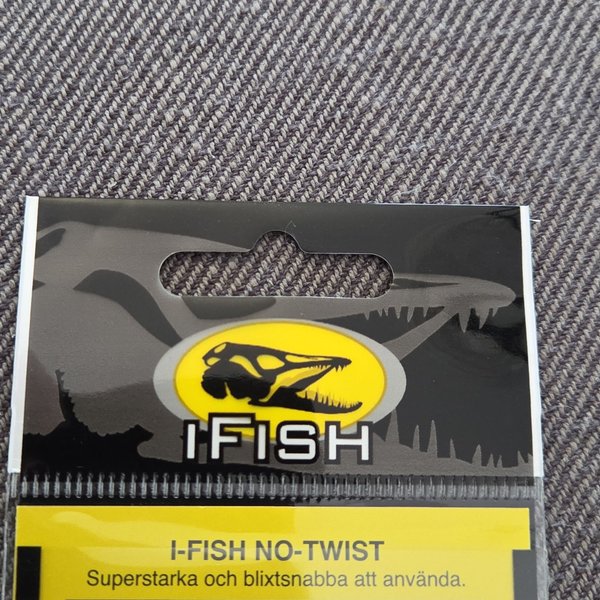 IFISH
I-FISH NO-TWIST
Superstarka och blixtsnabba att använda.